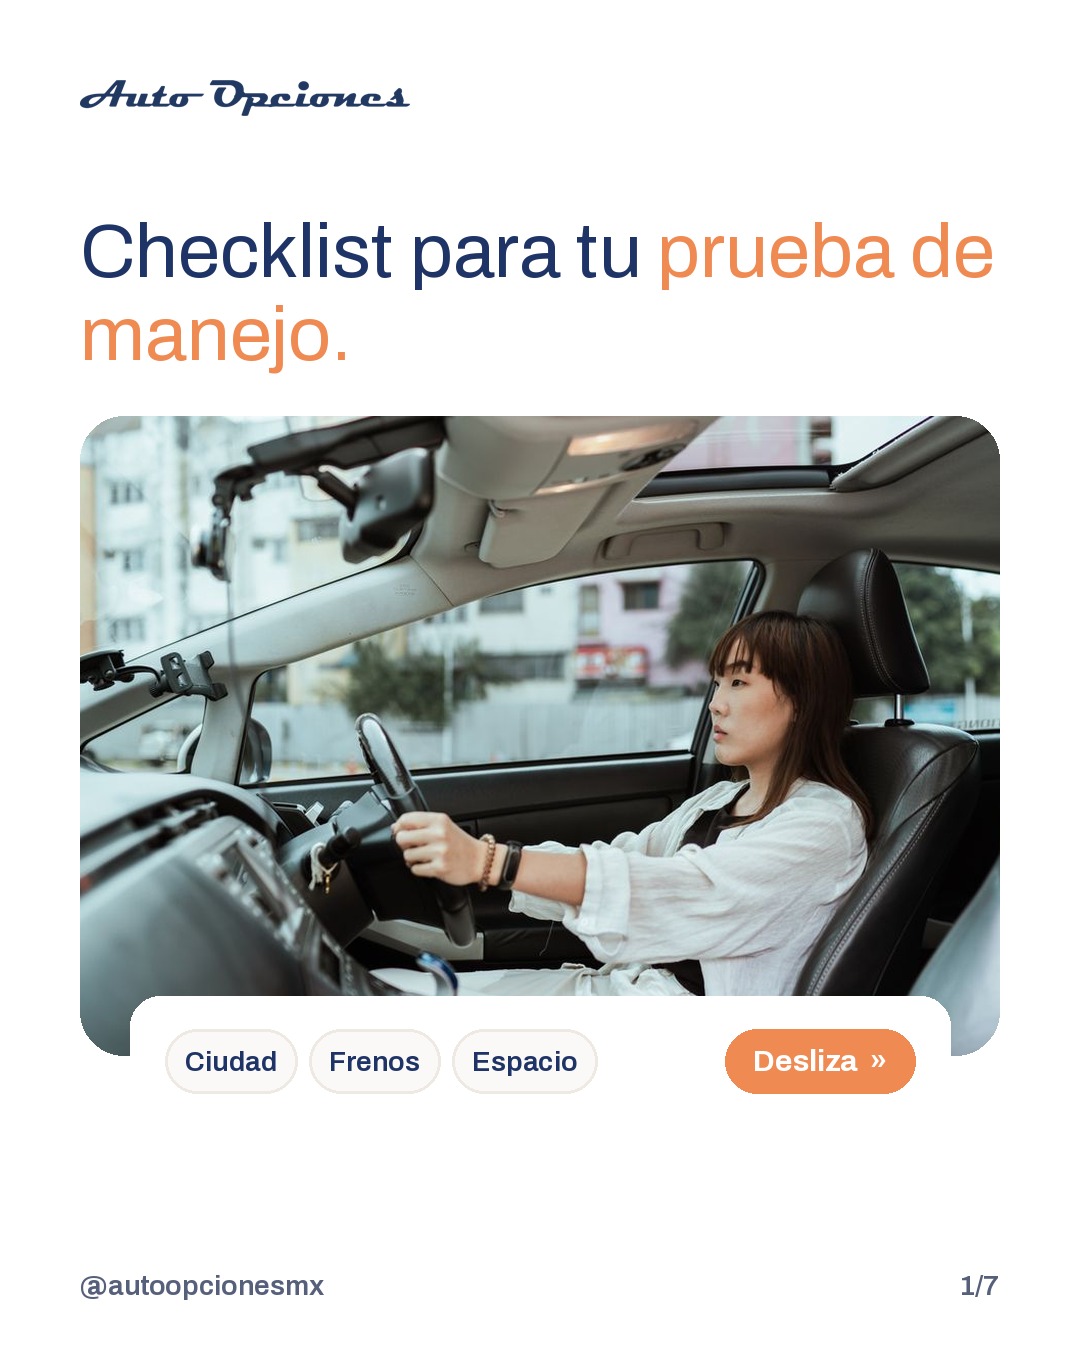 Auto Opciones
Checklist para tu prueba de
manejo.
Ciudad
Frenos
Espacio
Desliza »
@autoopcionesmx
1/7